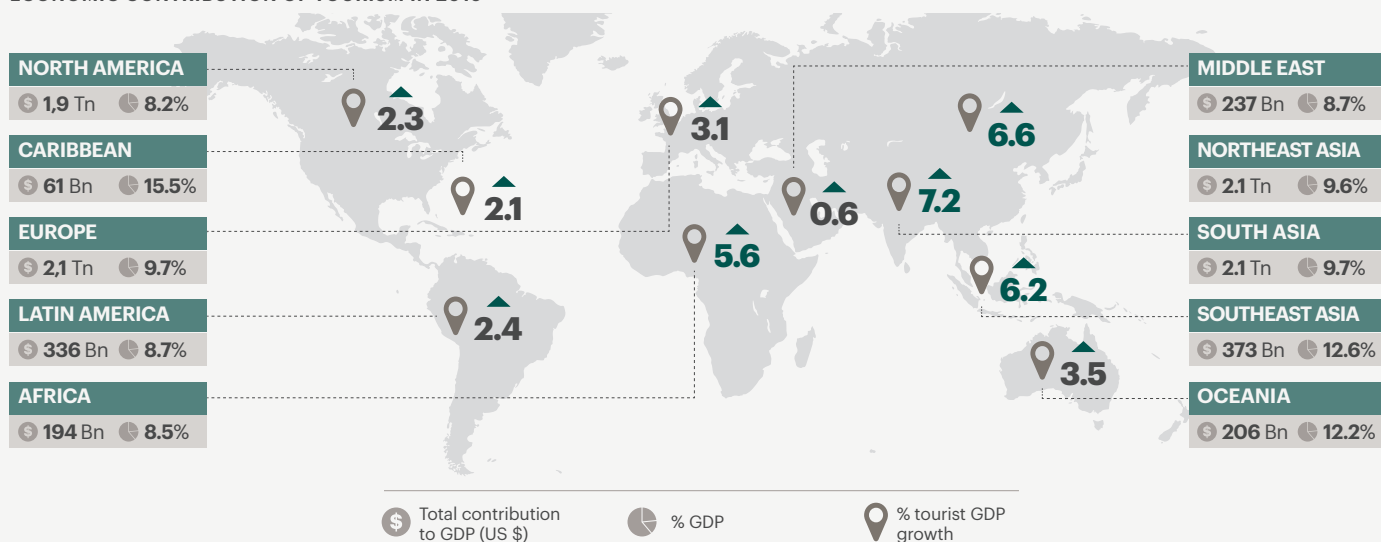 NORTH AMERICA
$ 1,9 Tn 8.2%
CARIBBEAN
$ 61 Bn 15.5%
EUROPE
$ 2,1 Tn 9.7%
LATIN AMERICA
$ 336 Bn 8.7%
AFRICA
$ 194 Bn 8.5%
2.3
3.1
6.6
2.1
0.6
7.2
5.6
6.2
2.4
3.5
MIDDLE EAST
$ 237 Bn 8.7%
NORTHEAST ASIA
$ 2.1 Tn 9.6%
SOUTH ASIA
$ 2.1 Tn 9.7%
SOUTHEAST ASIA
$ 373 Bn 12.6%
OCEANIA
$ 206 Bn 12.2%
$ Total contribution
to GDP (US $)
% GDP
% tourist GDP
growth